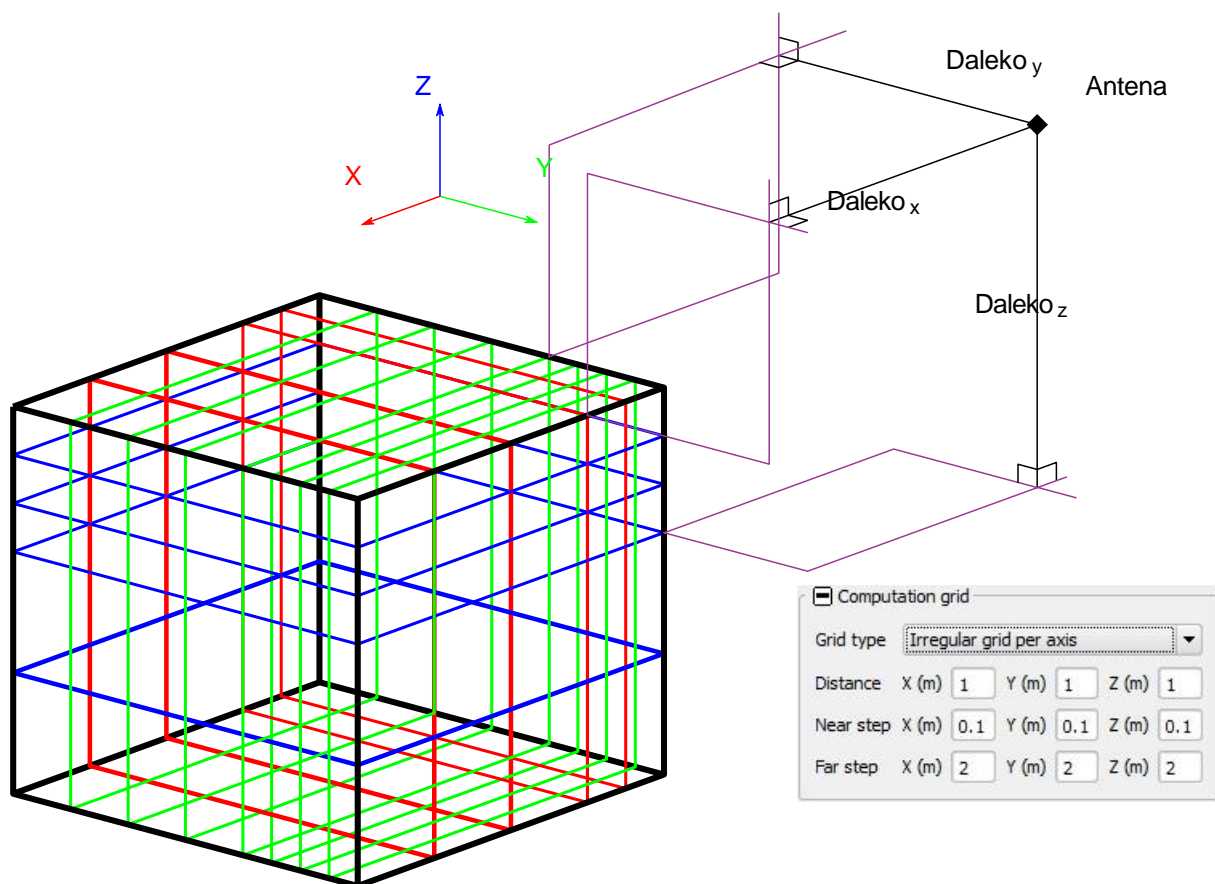 Daleko y
Antena
Z
X
Y
Daleko x
Daleko z
Computation grid
Grid type Irregular grid per axis
Distance X (m) 1 Y (m) 1 Z (m) 1
Near step X (m) 0.1 Y (m) 0.1 Z (m) 0.1
Far step X (m) 2 Y (m) 2 Z (m) 2